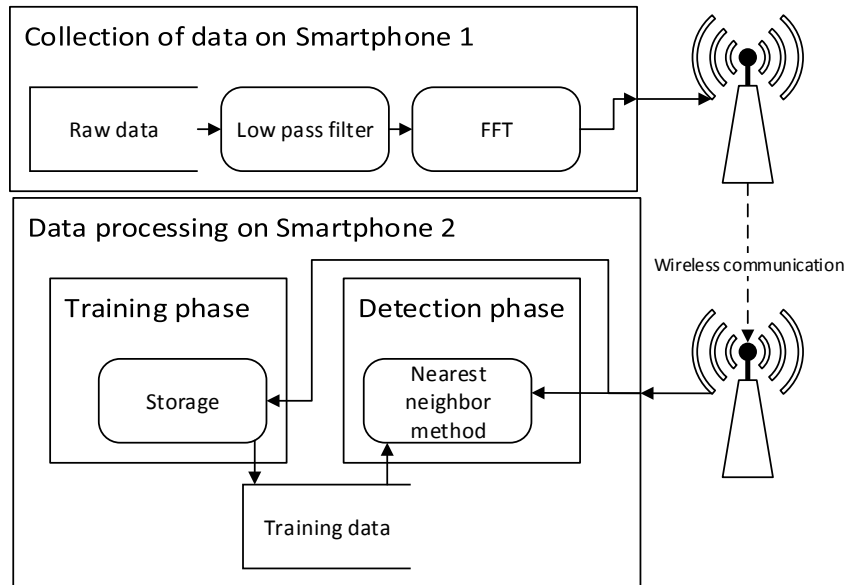 Collection of data on Smartphone 1
Raw data
Low pass filter
FFT
Data processing on Smartphone 2
Wireless communication
Training phase
Detection phase
Storage
Nearest
neighbor
method
Training data